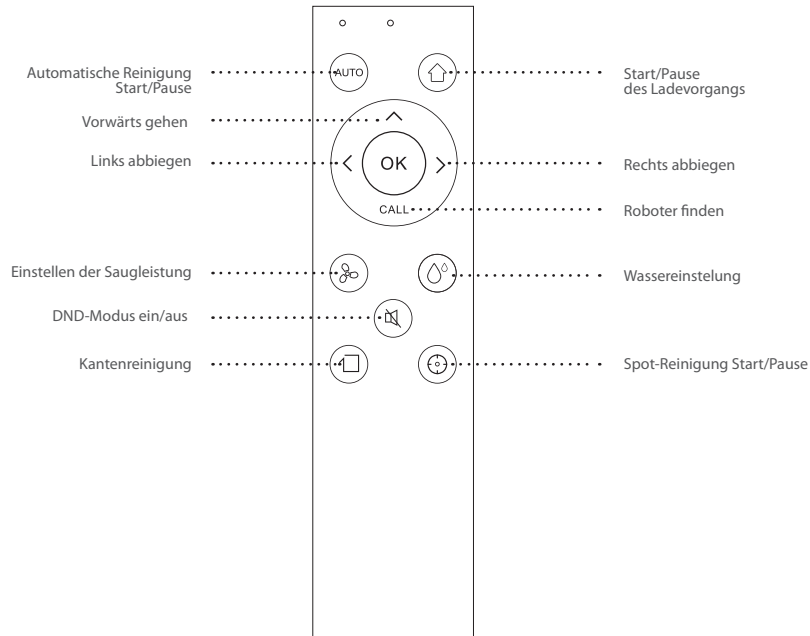 AUTO
Automatische Reinigung
Start/Pause
Start/Pause
des Ladevorgangs
Vorwärts gehen
Links abbiegen
OK
Rechts abbiegen
CALL
Roboter finden
Einstellen der Saugleistung
Wassereinstelung
DND-Modus ein/aus
Kantenreinigung
Spot-Reinigung Start/Pause